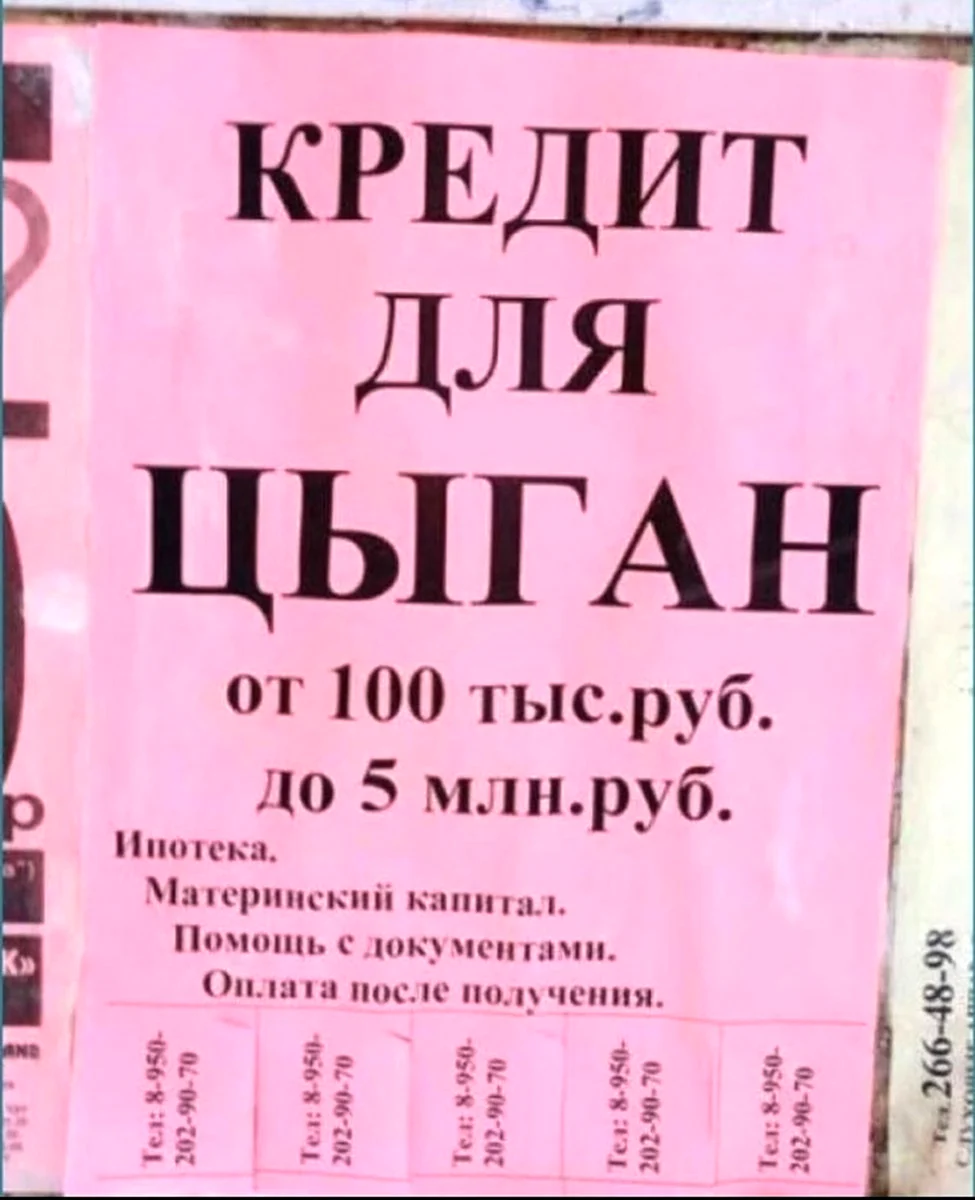 КРЕДИТ
ДЛЯ
ЦЫГАН
от 100 тыс.руб.
до 5 млн.руб.
Ипотека.
Материнский капитал.
Помощь с документами.
Оплата после получения.
Тел: 8-950-
202-90-70
Тел: 8-950-
202-90-70
Тел: 8-950-
202-90-70
Тел: 8-950-
202-90-70
Тел: 8-950-
202-90-70
Тел.266-48-98
р
К»